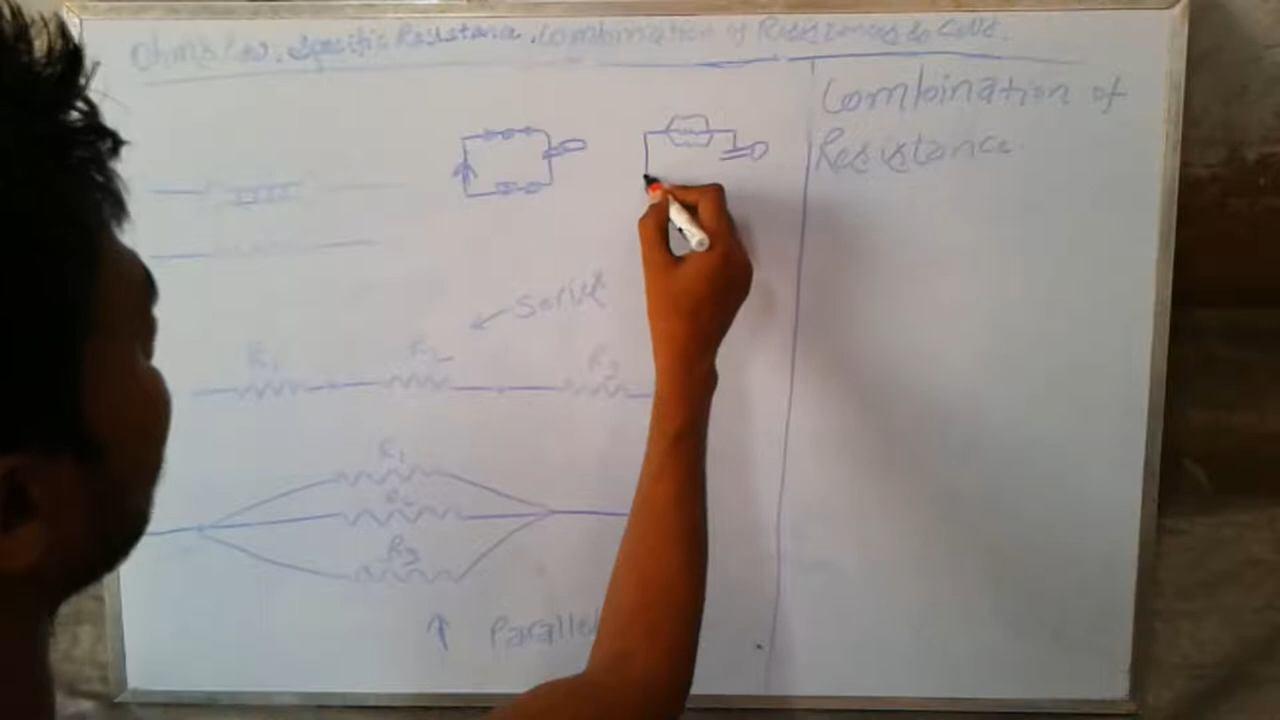 Ohms Law, Specific Resistance, Combination of Resistances & Cells.
Combination of
Resistance.
Series
R1 R2 R3
R1
R2
R3
Parallel